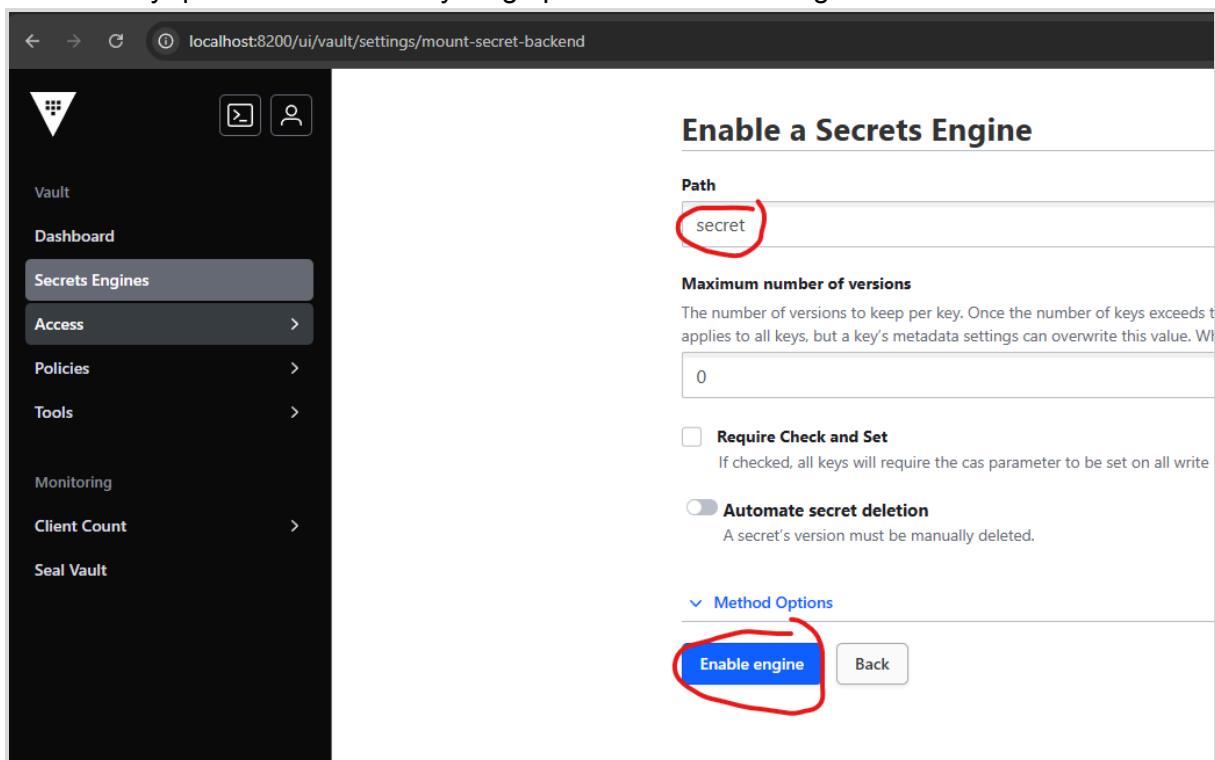 localhost:8200/ui/vault/settings/mount-secret-backend
Vault
Dashboard
Secrets Engines
Access
Policies
Tools
Monitoring
Client Count
Seal Vault
Enable a Secrets Engine
Path
secret
Maximum number of versions
The number of versions to keep per key. Once the number of keys exceeds
applies to all keys, but a key's metadata settings can overwrite this value.
0
Require Check and Set
If checked, all keys will require the cas parameter to be set on all write
Automate secret deletion
A secret's version must be manually deleted.
Method Options
Enable engine
Back